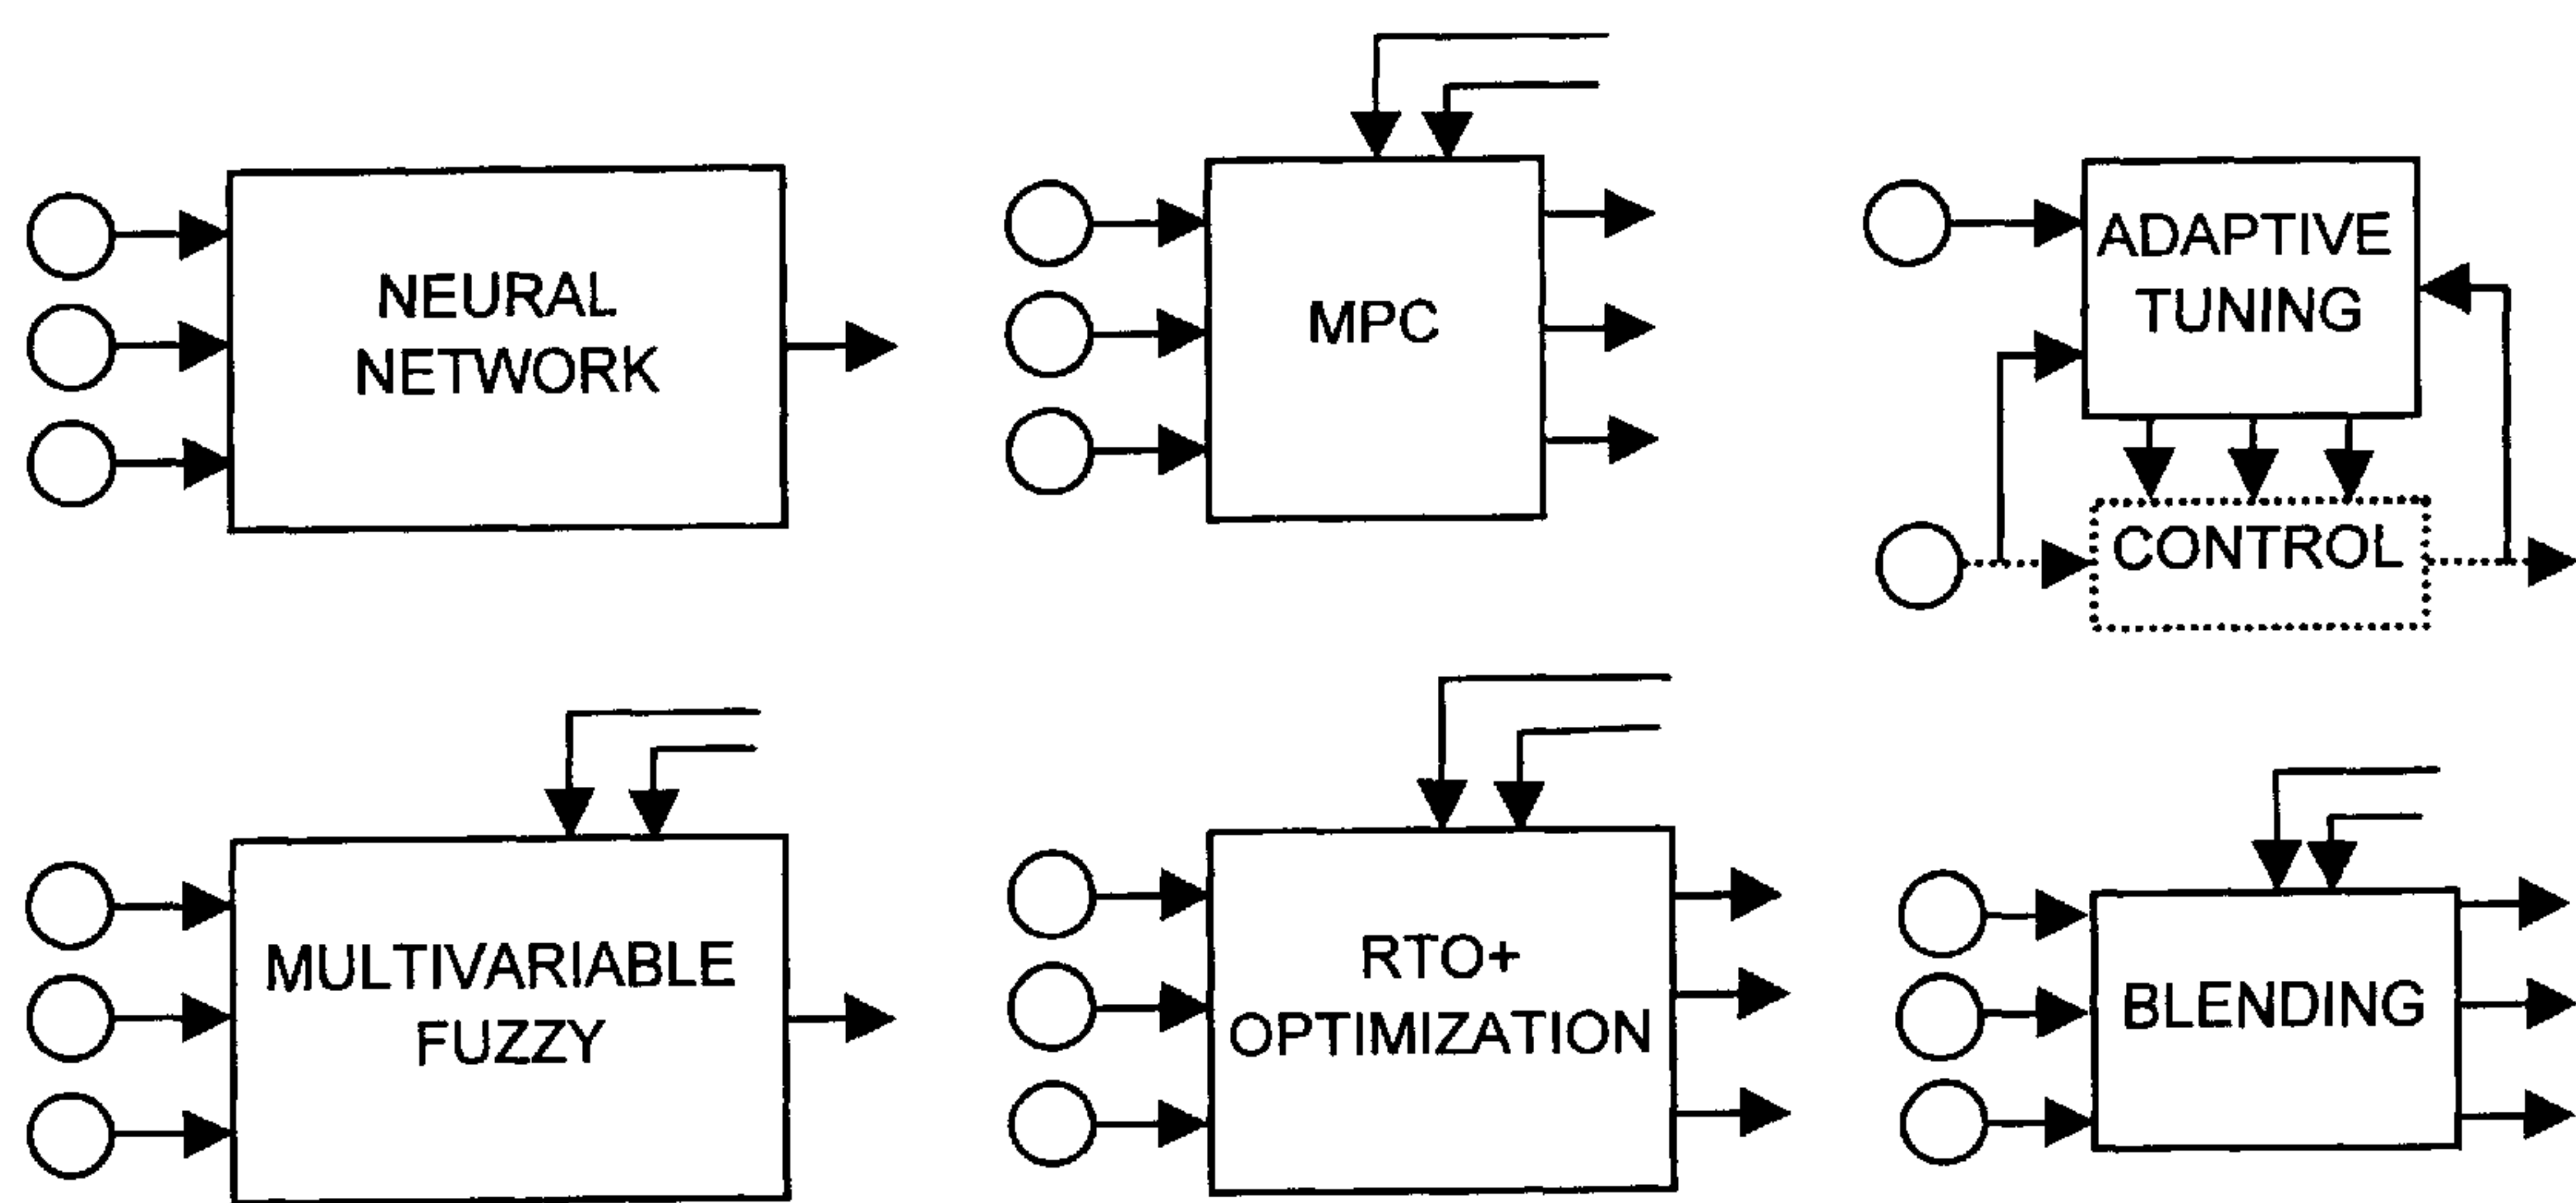 NEURAL
NETWORK
MPC
ADAPTIVE
TUNING
CONTROL
MULTIVARIABLE
FUZZY
RTO+
OPTIMIZATION
BLENDING